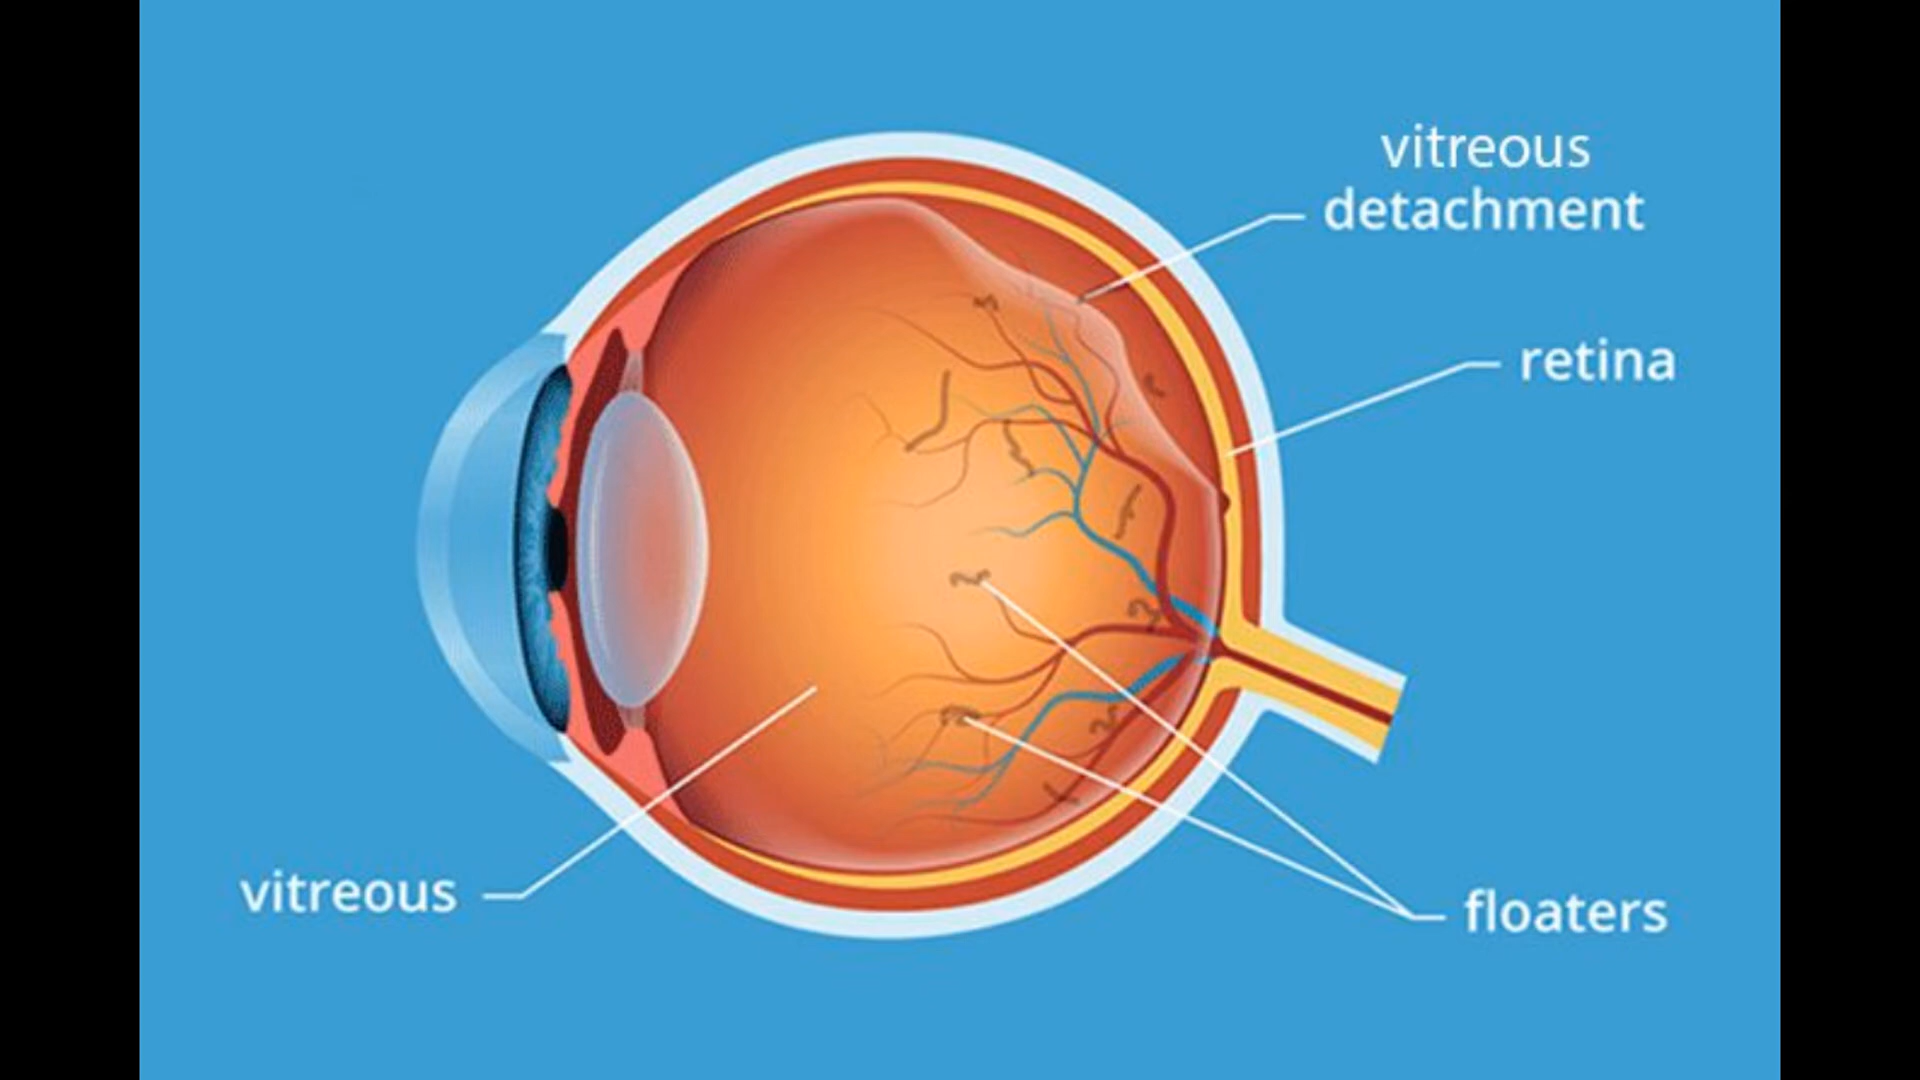 vitreous
detachment
retina
vitreous
floaters